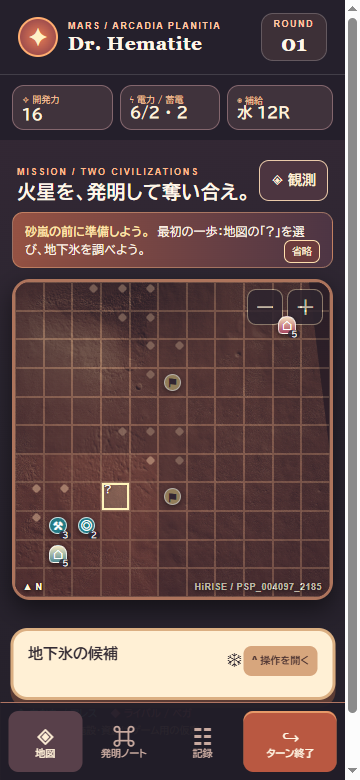 MARS / ARCADIA PLANITIA
Dr. Hematite
ROUND
01
開発力
16
電力 / 蓄電
6/2・2
補給
水 12R
MISSION / TWO CIVILIZATIONS
火星を、発明して奪い合え。
観測
砂嵐の前に準備しよう。 最初の一歩：地図の「?」を選
び、地下氷を調べよう。
省略
5
?
3
2
5
▲ N
HiRISE / PSP_004097_2185
地下氷の候補
^ 操作を開く
地図
発明ノート
記録
ターン終了